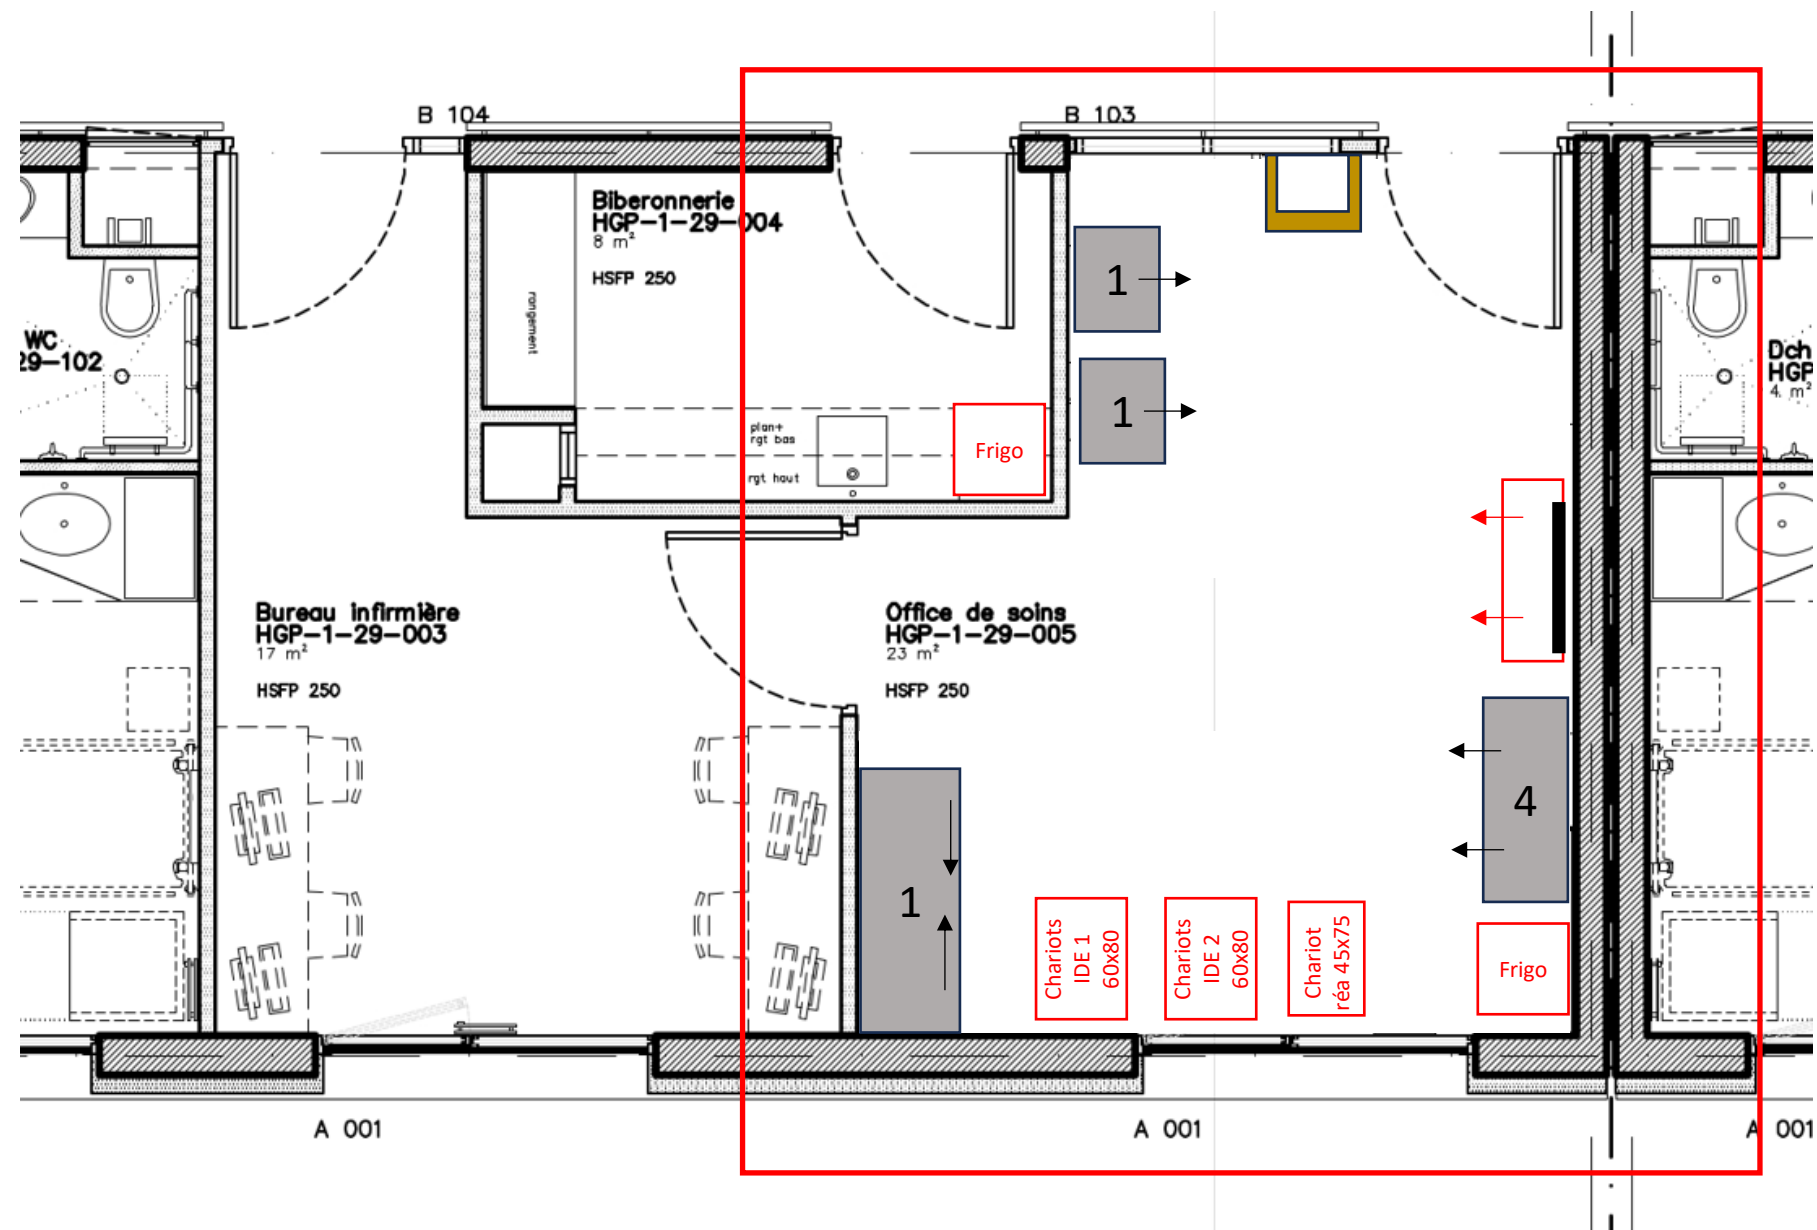 B 104
B 103
Biberonnerie
HGP-1-29-004
8 m²
HSFP 250
rangement
plan+
rgt bas
rgt haut
Frigo
1
1
WC
29-102
Dch
HGP
4 m²
Bureau infirmière
HGP-1-29-003
17 m²
HSFP 250
Office de soins
HGP-1-29-005
23 m²
HSFP 250
4
1
Chariots
IDE 1
60x80
Chariots
IDE 2
60x80
Chariot
réa 45x75
Frigo
A 001
A 001
A 001